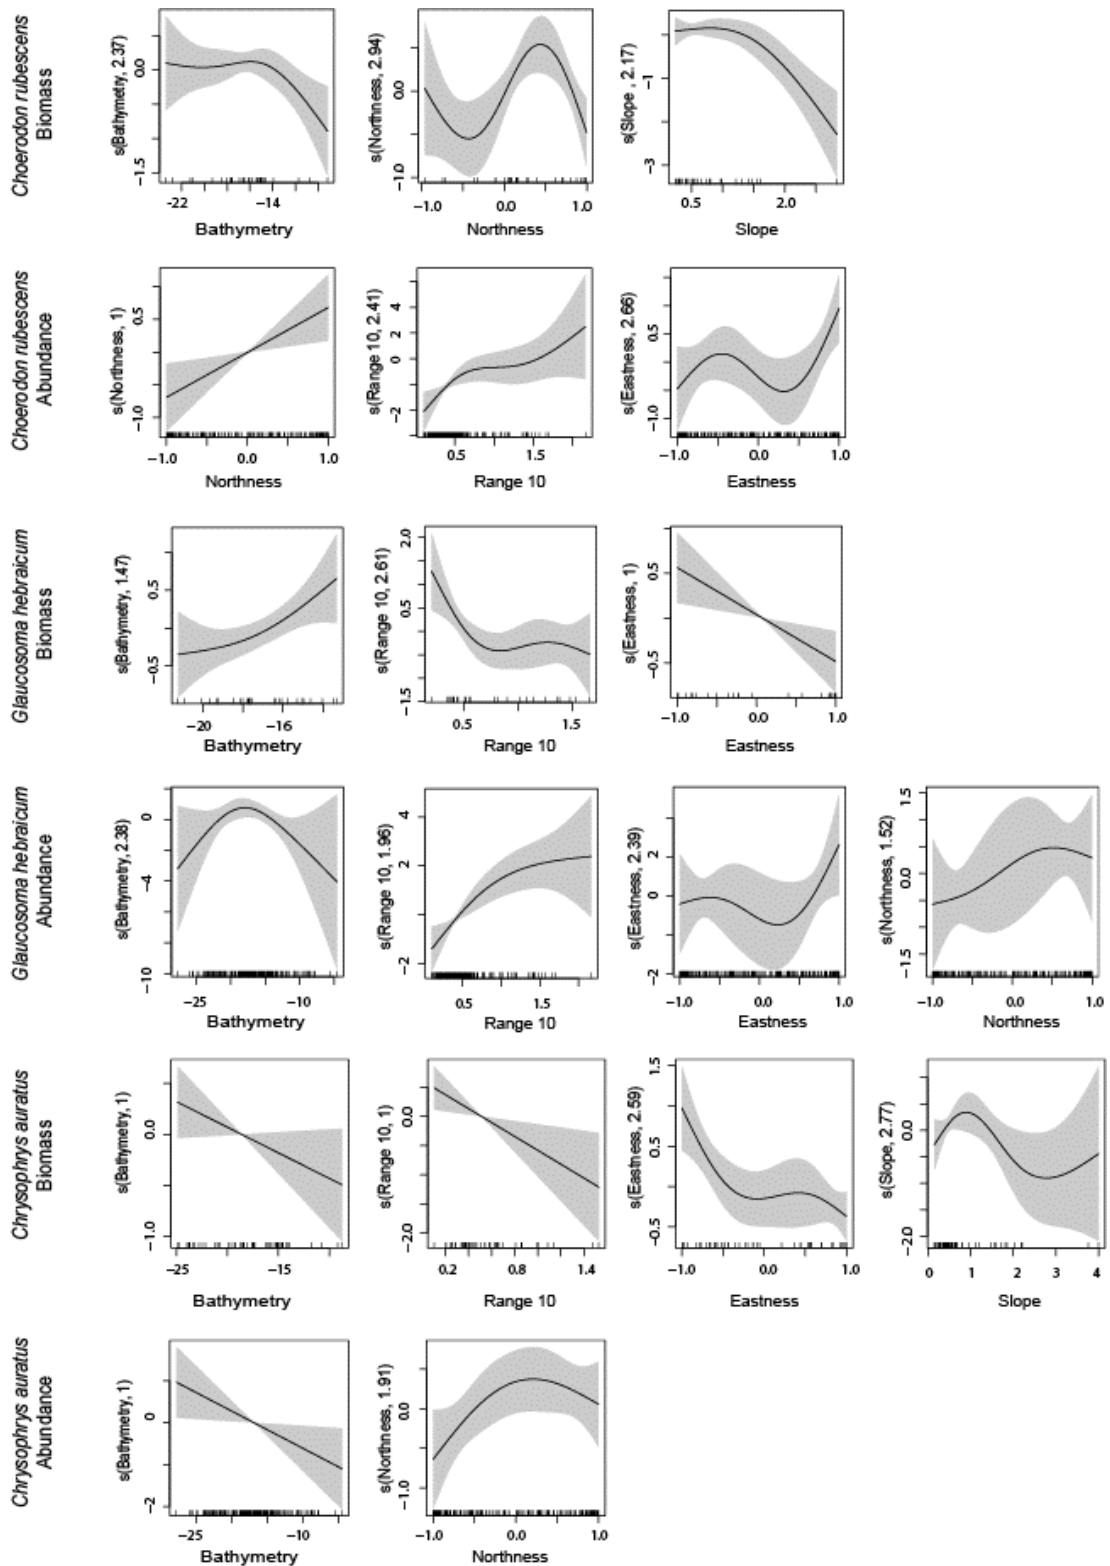 Choerodon rubescens
Biomass
s(Bathymetry, 2.37)
0.0
−1.5
-22
−14
Bathymetry
s(Northness, 2.94)
0.0
−1.0
−1.0
0.0
1.0
Northness
s(Slope , 2.17)
−1
−3
0.5
2.0
Slope
Choerodon rubescens
Abundance
s(Northness, 1)
0.5
−1.0
−1.0
0.0
1.0
Northness
s(Range 10, 2.41)
4
2
0
−2
0.5
1.5
Range 10
s(Eastness, 2.66)
0.5
−1.0
−1.0
0.0
1.0
Eastness
Glaucosoma hebraicum
Biomass
s(Bathymetry, 1.47)
0.5
−0.5
−20
−16
Bathymetry
s(Range 10, 2.61)
2.0
0.5
−1.5
0.5
1.5
Range 10
s(Eastness, 1)
0.5
−0.5
−1.0
0.0
1.0
Eastness
Glaucosoma hebraicum
Abundance
s(Bathymetry, 2.38)
0
−4
−10
−25
−10
Bathymetry
s(Range 10, 1.96)
4
2
−2
0.5
1.5
Range 10
s(Eastness, 2.39)
2
0
−2
−1.0
0.0
1.0
Eastness
s(Northness, 1.52)
1.5
0.0
−1.5
−1.0
0.0
1.0
Northness
Chrysophrys auratus
Biomass
s(Bathymetry, 1)
0.0
−1.0
−25
−15
Bathymetry
s(Range 10, 1)
0.0
−2.0
0.2
0.8
1.4
Range 10
s(Eastness, 2.59)
1.5
0.5
−0.5
−1.0
0.0
1.0
Eastness
s(Slope, 2.77)
0.0
−2.0
0
1
2
3
4
Slope
Chrysophrys auratus
Abundance
s(Bathymetry, 1)
0
−2
−25
−10
Bathymetry
s(Northness, 1.91)
0.0
−1.0
−1.0
0.0
1.0
Northness